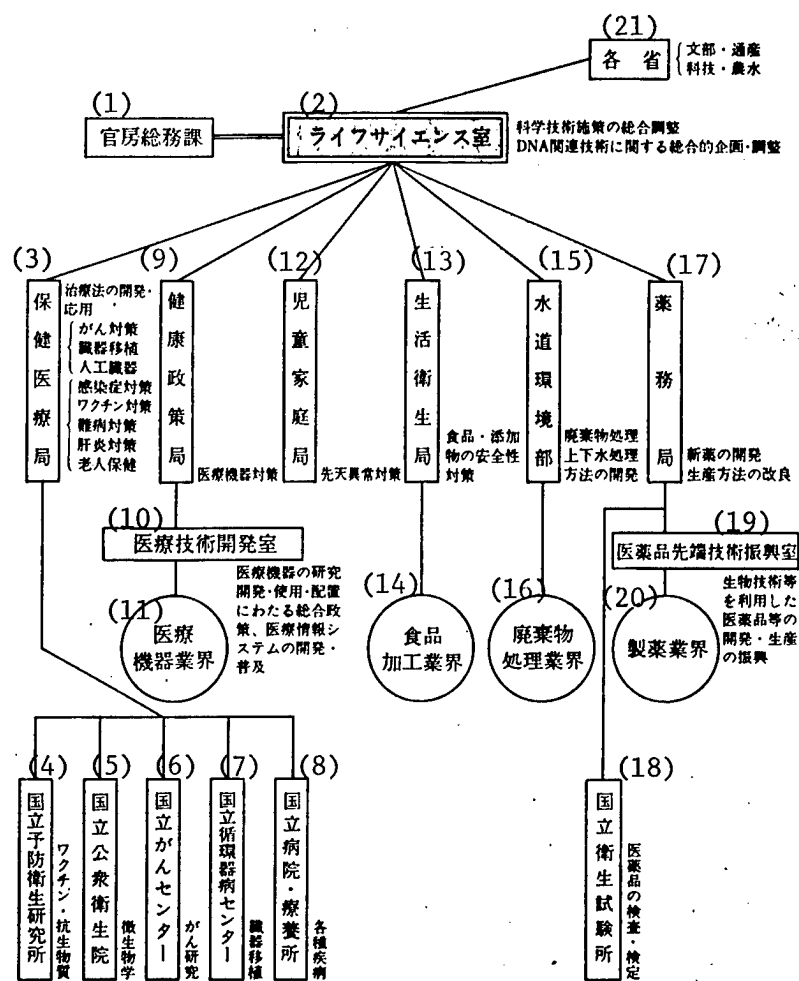 (21)
各省
文部・通産
科技・農水
(1)
官房総務課
(2)
ライフサイエンス室
科学技術施策の総合調整
DNA関連技術に関する総合的企画・調整
(3)
保健医療局
治療法の開発・
応用
がん対策
臓器移植
人工臓器
感染症対策
ワクチン対策
難病対策
肝炎対策
老人保健
(9)
健康政策局
医療機器対策
(12)
児童家庭局
先天異常対策
(13)
生活衛生局
食品・添加
物の安全性
対策
(15)
水道環境部
廃棄物処理
上下水処理
方法の開発
(17)
薬務局
新薬の開発
生産方法の改良
(10)
医療技術開発室
医療機器の研究
開発・使用・配置
にわたる総合政
策、医療情報シ
ステムの開発・
普及
(11)
医療
機器業界
(14)
食品
加工業界
(16)
廃棄物
処理業界
(19)
医薬品先端技術振興室
生物技術等
を利用した
医薬品等の
開発・生産
の振興
(20)
製薬業界
(4)
国立予防衛生研究所
ワクチン・抗生物質
(5)
国立公衆衛生院
微生物学
(6)
国立がんセンター
がん研究
(7)
国立循環器病センター
臓器移植
(8)
国立病院・療養所
各種疾病
(18)
国立衛生試験所
医薬品の検査・検定